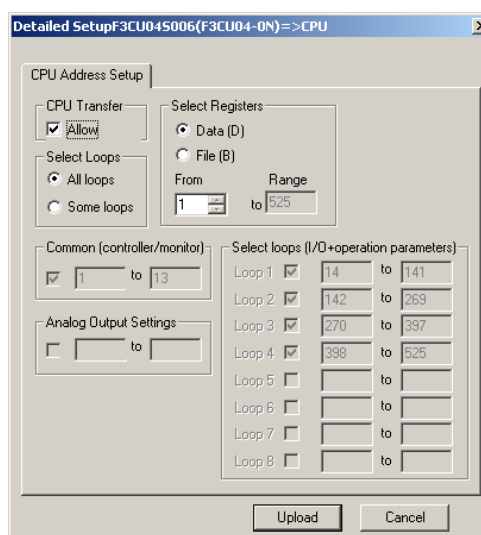 Detailed SetupF3CU04S006(F3CU04-0N)=>CPU
CPU Address Setup
CPU Transfer
Allow
Select Registers
Data (D)
File (B)
From Range
1 to 525
Select Loops
All loops
Some loops
Common (controller/monitor)
1 to 13
Analog Output Settings
to
Select loops (I/O+operation parameters)
Loop 1 14 to 141
Loop 2 142 to 269
Loop 3 270 to 397
Loop 4 398 to 525
Loop 5 to
Loop 6 to
Loop 7 to
Loop 8 to
Upload Cancel